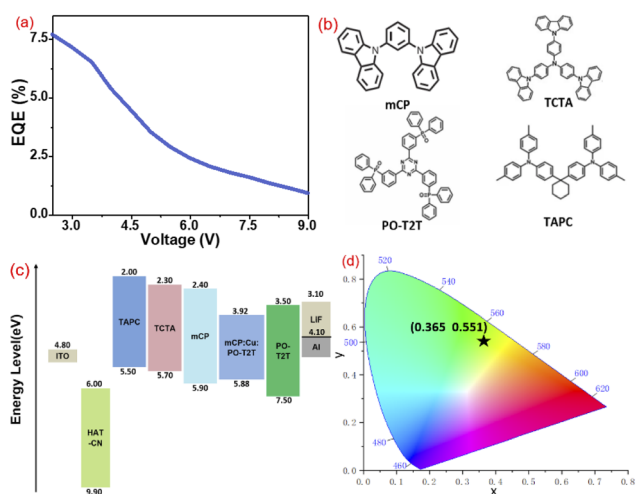 (a)
7.5
5.0
2.5
0.0
EQE (%)
3.0 4.5 6.0 7.5 9.0
Voltage (V)
(b)
mCP
TCTA
PO-T2T
TAPC
(c)
Energy Level(eV)
4.80
ITO
6.00
HAT
-CN
9.90
2.00
TAPC
5.50
2.30
TCTA
5.70
2.40
mCP
5.90
3.92
mCP:Cu:
PO-T2T
5.88
3.50
PO-
T2T
7.50
3.10
LiF
4.10
Al
(d)
0.8
0.6
0.4
0.2
0.0
y
0.0 0.1 0.2 0.3 0.4 0.5 0.6 0.7 0.8
X
520
540
560
580
600
620
500
480
460
(0.365 0.551)